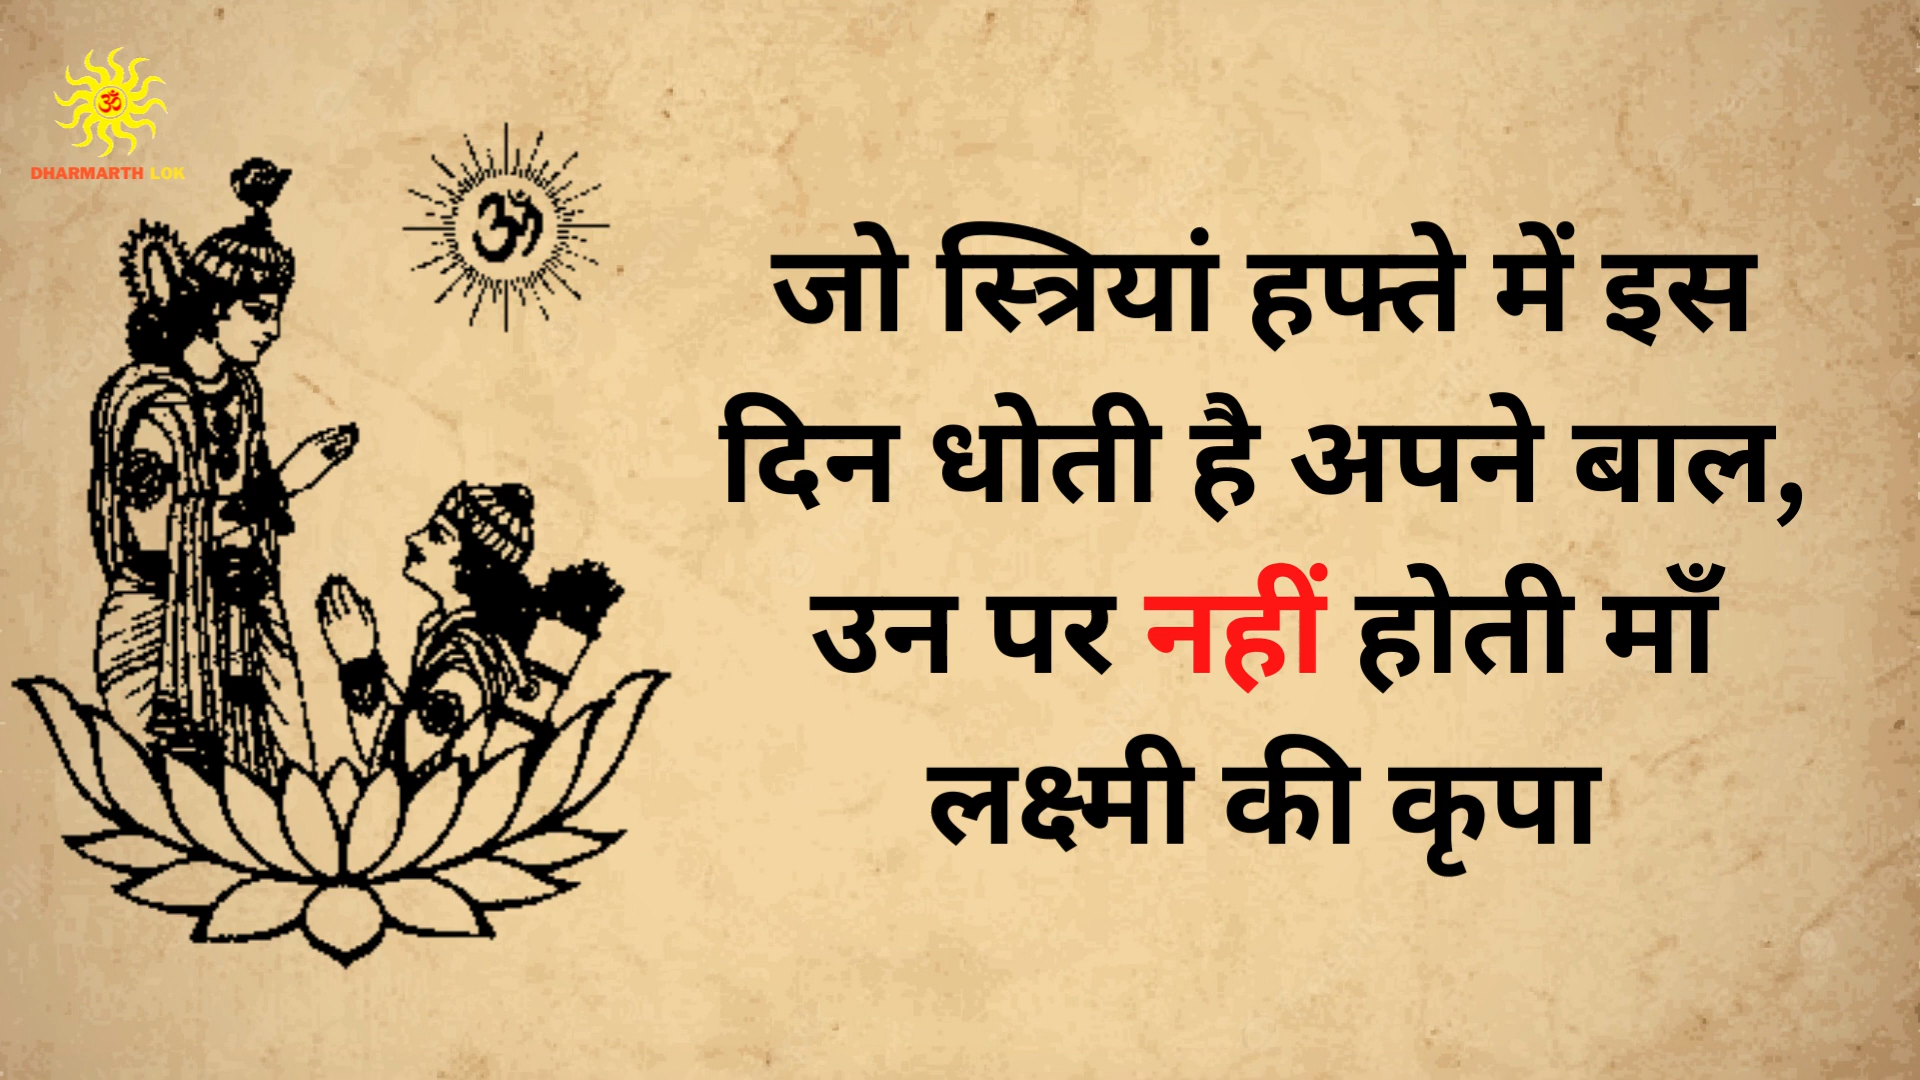 ॐ
DHARMARTH LOK
ॐ
जो स्त्रियां हफ्ते में इस
दिन धोती है अपने बाल,
उन पर नहीं होती माँ
लक्ष्मी की कृपा